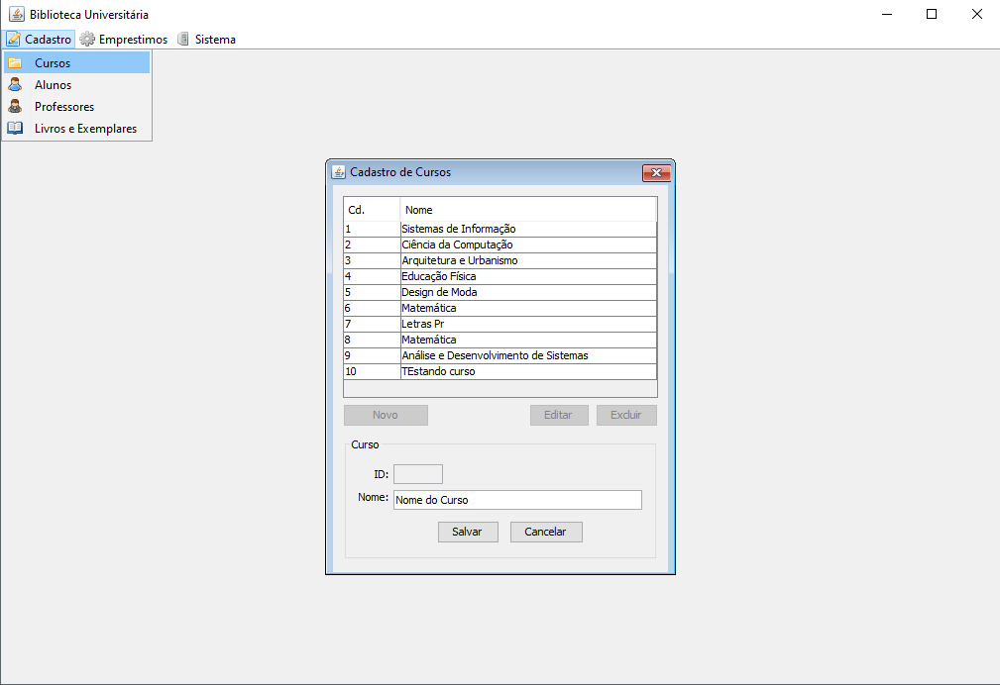 Biblioteca Universitária
Cadastro Emprestimos Sistema
Cursos
Alunos
Professores
Livros e Exemplares
Cadastro de Cursos
Cd. Nome
1 Sistemas de Informação
2 Ciência da Computação
3 Arquitetura e Urbanismo
4 Educação Física
5 Design de Moda
6 Matemática
7 Letras Pr
8 Matemática
9 Análise e Desenvolvimento de Sistemas
10 TEstando curso
Novo Editar Excluir
Curso
ID:
Nome: Nome do Curso
Salvar Cancelar